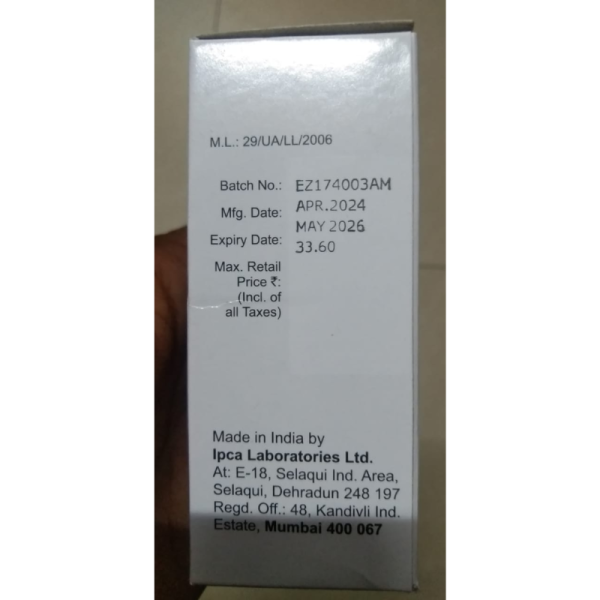 M.L.: 29/UA/LL/2006
Batch No.: EZ174003AM
Mfg. Date: APR.2024
Expiry Date: MAY 2026
Max. Retail 33.60
Price ₹:
(Incl. of
all Taxes)
Made in India by
Ipca Laboratories Ltd.
At: E-18, Selaqui Ind. Area,
Selaqui, Dehradun 248 197
Regd. Off.: 48, Kandivli Ind.
Estate, Mumbai 400 067